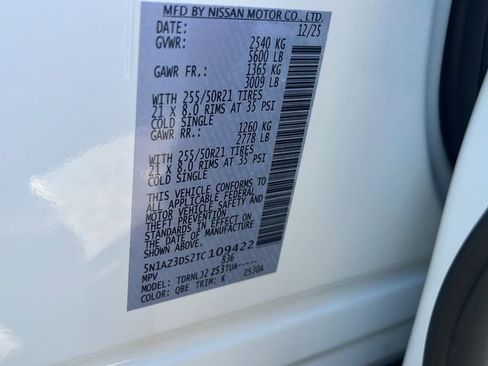 MFD BY NISSAN MOTOR CO., LTD.
DATE: 12/25
GVWR: 2540 KG
5600 LB
GAWR FR.: 1365 KG
3009 LB
WITH 255/50R21 TIRES
21 X 8.0 RIMS AT 35 PSI
COLD SINGLE
GAWR RR.: 1260 KG
2778 LB
WITH 255/50R21 TIRES
21 X 8.0 RIMS AT 35 PSI
COLD SINGLE
THIS VEHICLE CONFORMS TO
ALL APPLICABLE FEDERAL
MOTOR VEHICLE SAFETY AND
THEFT PREVENTION
STANDARDS IN EFFECT ON
THE DATE OF MANUFACTURE
SHOWN ABOVE.
5N1AZ3DS2TC109422
MPV 836
MODEL: TDRNLJ2Z53TUA-----
COLOR: QBE TRIM: K 2530A